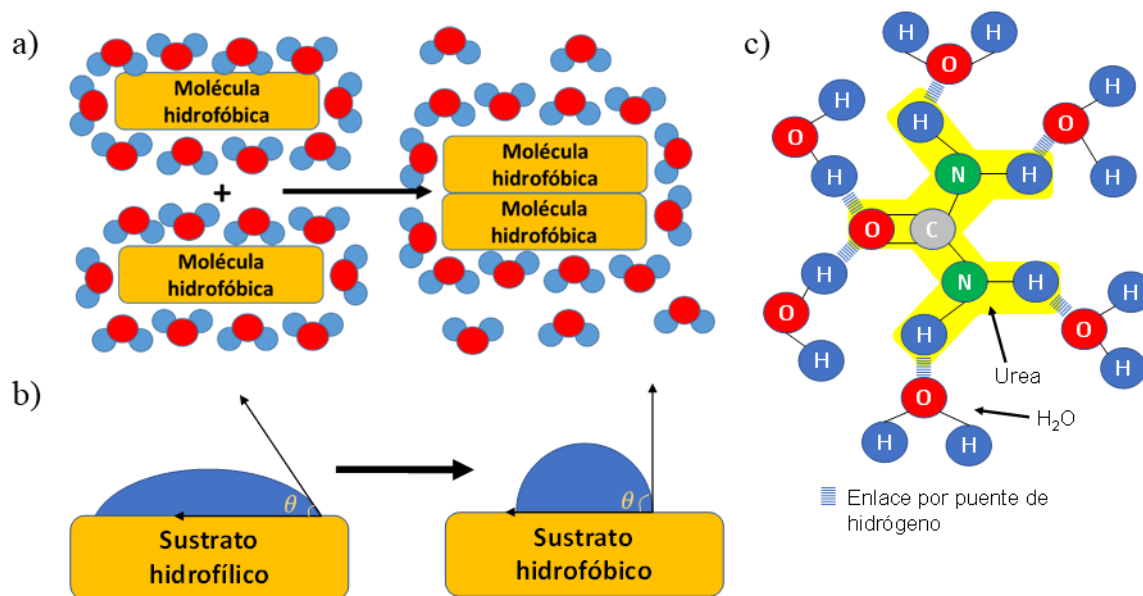 a)
Molécula
hidrofóbica
+
Molécula
hidrofóbica
Molécula
hidrofóbica
Molécula
hidrofóbica
b)
θ
Sustrato
hidrofílico
θ
Sustrato
hidrofóbico
c)
H
H
O
H
H
O
H
O
H
N
H
H
O
C
H
N
H
O
H
O
H
H
H
Urea
O
H₂O
H
H
Enlace por puente de
hidrógeno